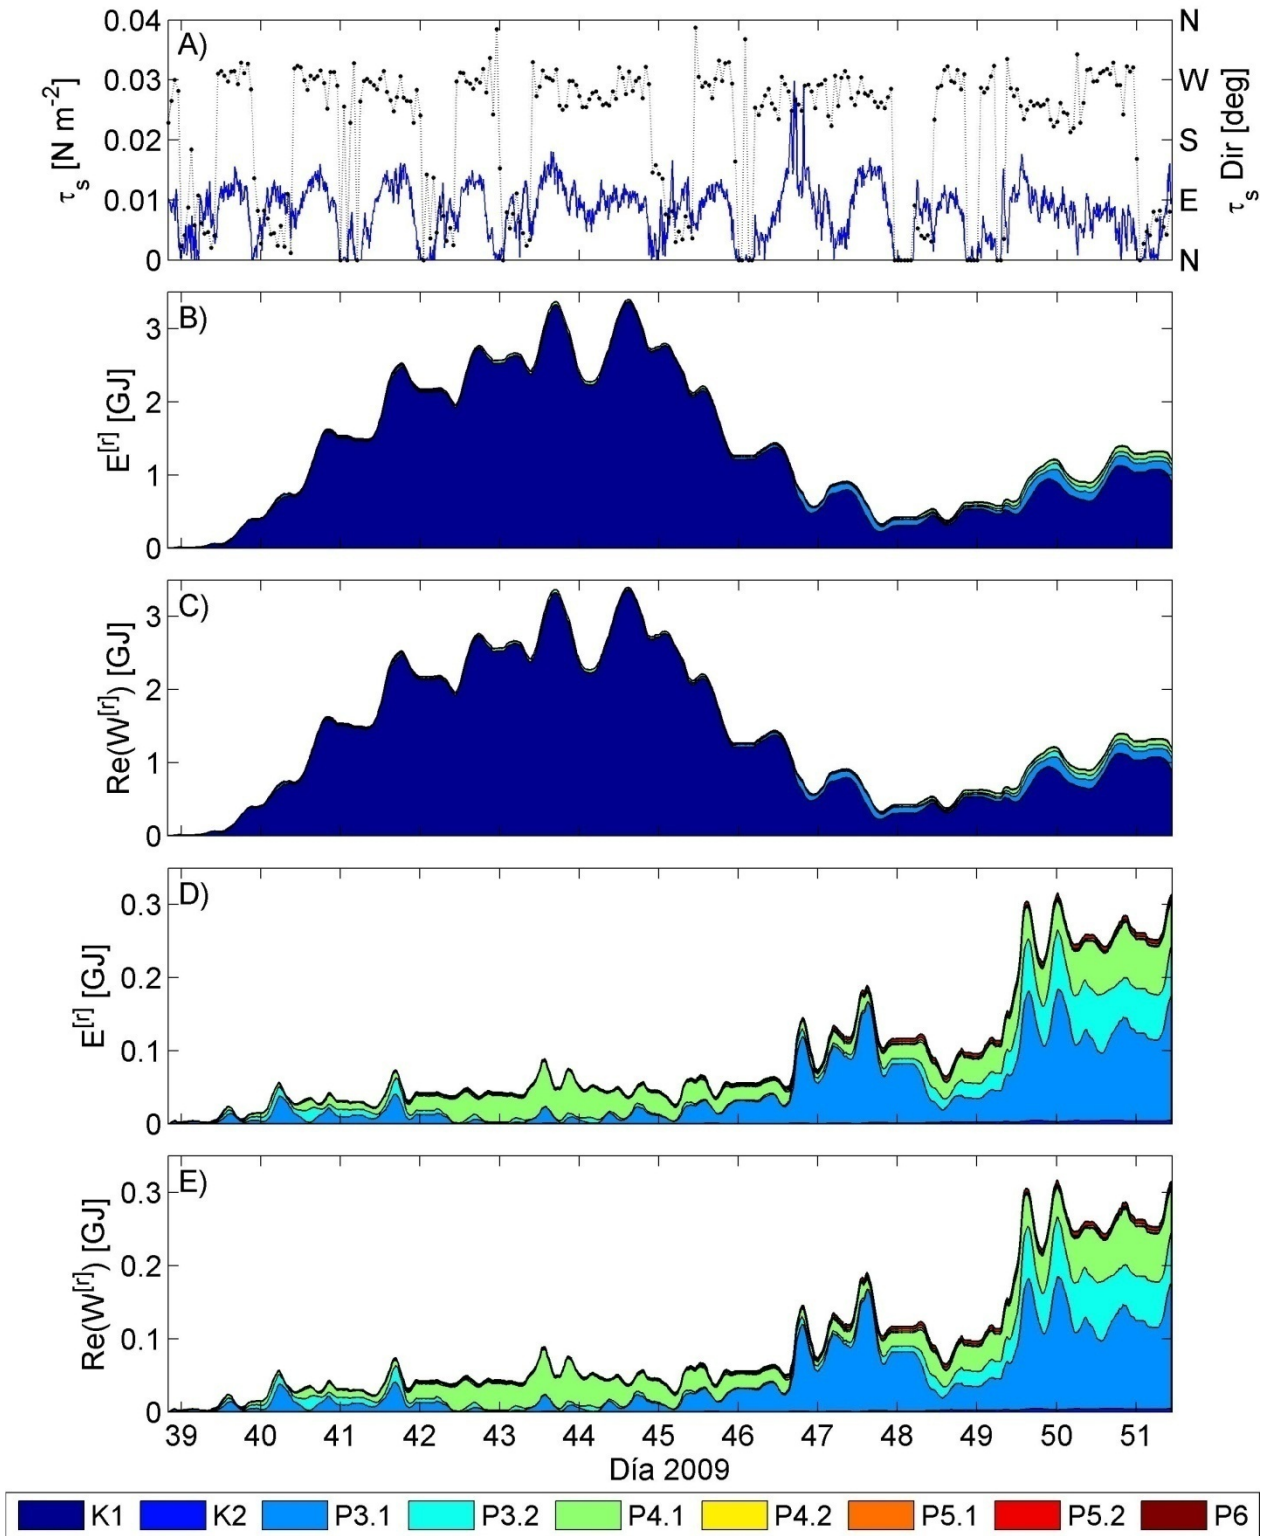 A)
τs [N m-2]
0.04
0.03
0.02
0.01
0
N
W
S
E
N
τs Dir [deg]
B)
E[r] [GJ]
3
2
1
0
C)
Re(W[r]) [GJ]
3
2
1
0
D)
E[r] [GJ]
0.3
0.2
0.1
0
E)
Re(W[r]) [GJ]
0.3
0.2
0.1
0
39 40 41 42 43 44 45 46 47 48 49 50 51
Día 2009
K1 K2 P3.1 P3.2 P4.1 P4.2 P5.1 P5.2 P6